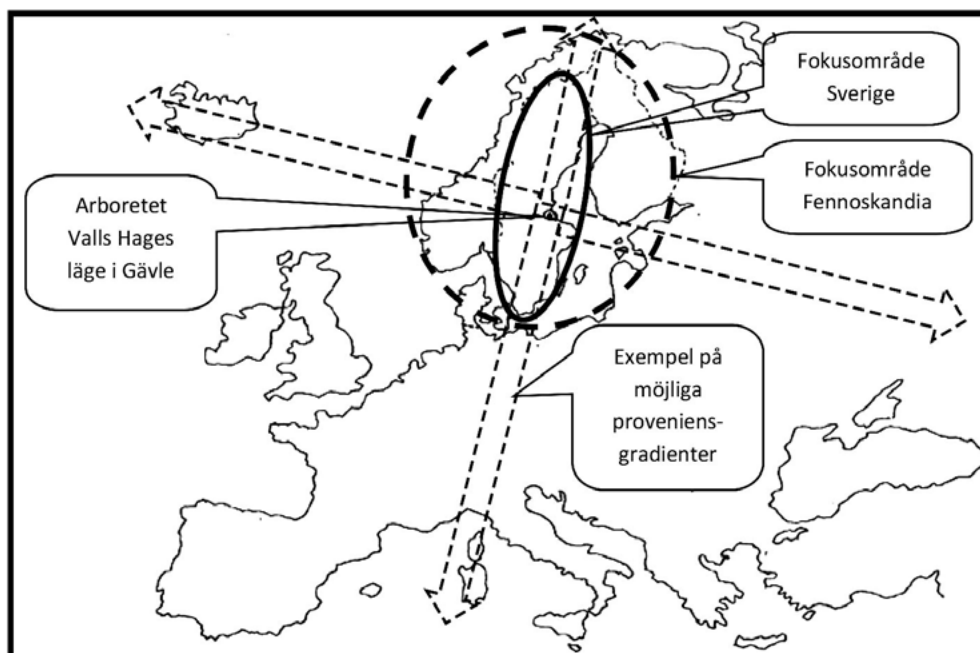 Fokusområde
Sverige
Fokusområde
Fennoskandia
Arboretet
Valls Hages
läge i Gävle
Exempel på
möjliga
proveniens-
gradienter